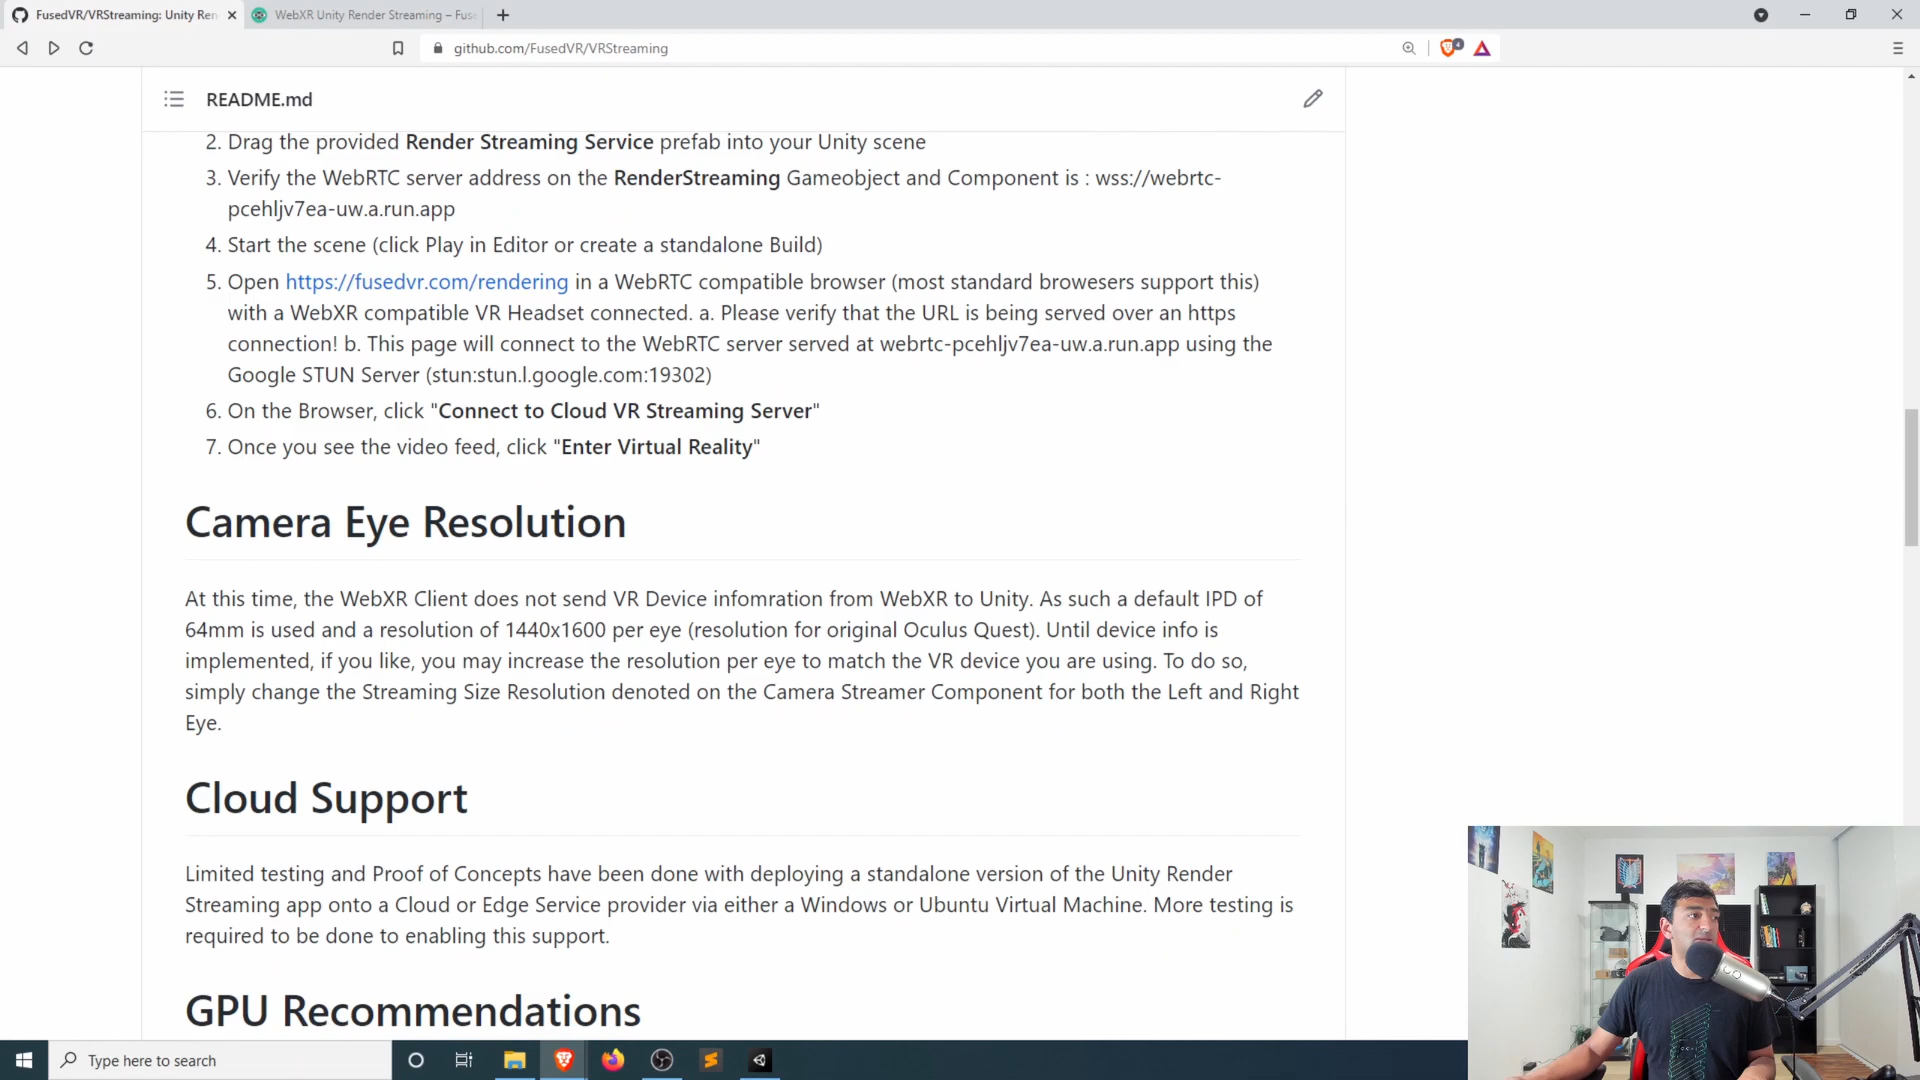 FusedVR/VRStreaming: Unity Ren
WebXR Unity Render Streaming – Fuse
github.com/FusedVR/VRStreaming
4
README.md
2. Drag the provided Render Streaming Service prefab into your Unity scene
3. Verify the WebRTC server address on the RenderStreaming Gameobject and Component is : wss://webrtc-
pcehljv7ea-uw.a.run.app
4. Start the scene (click Play in Editor or create a standalone Build)
5. Open https://fusedvr.com/rendering in a WebRTC compatible browser (most standard browesers support this)
with a WebXR compatible VR Headset connected. a. Please verify that the URL is being served over an https
connection! b. This page will connect to the WebRTC server served at webrtc-pcehljv7ea-uw.a.run.app using the
Google STUN Server (stun:stun.l.google.com:19302)
6. On the Browser, click "Connect to Cloud VR Streaming Server"
7. Once you see the video feed, click "Enter Virtual Reality"
Camera Eye Resolution
At this time, the WebXR Client does not send VR Device infomration from WebXR to Unity. As such a default IPD of
64mm is used and a resolution of 1440x1600 per eye (resolution for original Oculus Quest). Until device info is
implemented, if you like, you may increase the resolution per eye to match the VR device you are using. To do so,
simply change the Streaming Size Resolution denoted on the Camera Streamer Component for both the Left and Right
Eye.
Cloud Support
Limited testing and Proof of Concepts have been done with deploying a standalone version of the Unity Render
Streaming app onto a Cloud or Edge Service provider via either a Windows or Ubuntu Virtual Machine. More testing is
required to be done to enabling this support.
GPU Recommendations
Type here to search